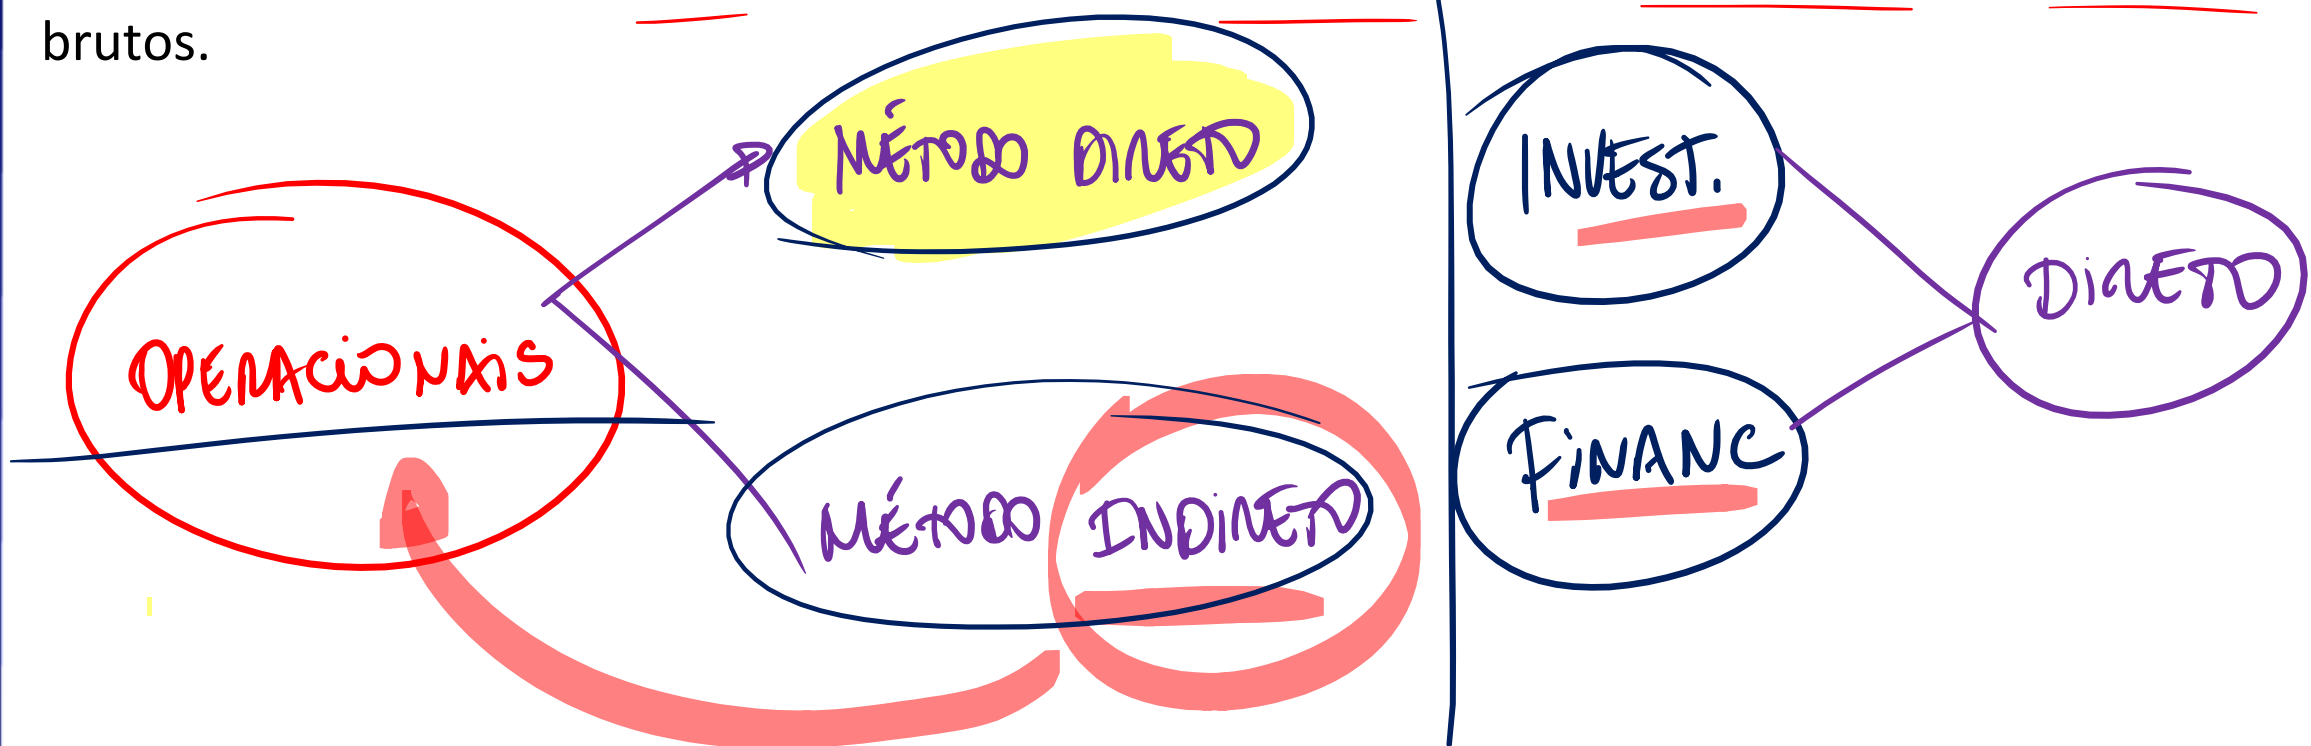 brutos.
MÉTODO DIRETO
OPERACIONAIS
MÉTODO INDIRETO
INVEST.
FINANC
DIRETO